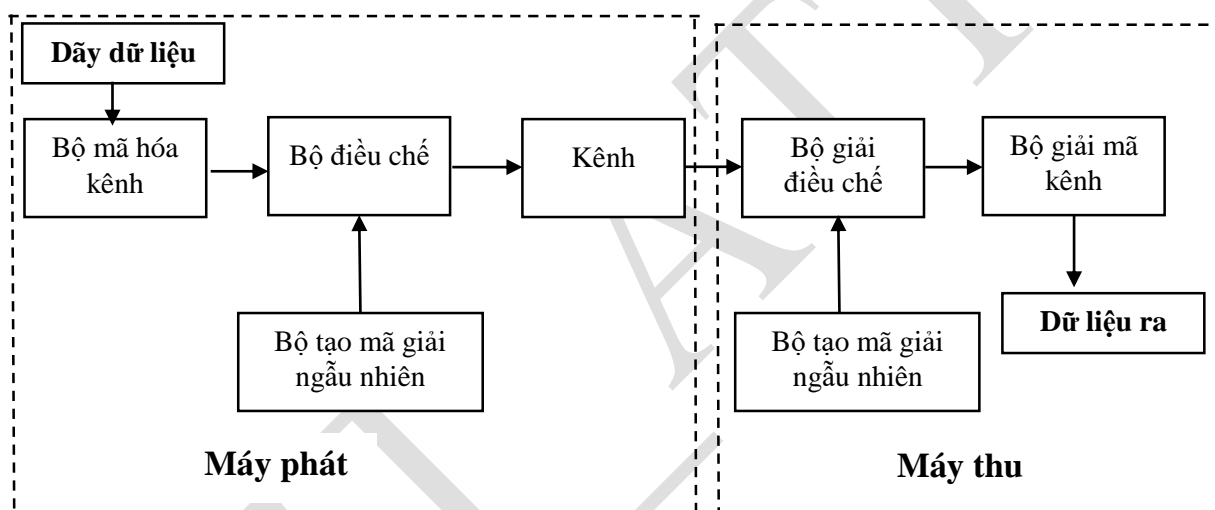 Dãy dữ liệu
Bộ mã hóa
kênh
Bộ điều chế
Kênh
Bộ giải
điều chế
Bộ giải mã
kênh
Bộ tạo mã giải
ngẫu nhiên
Bộ tạo mã giải
ngẫu nhiên
Dữ liệu ra
Máy phát
Máy thu